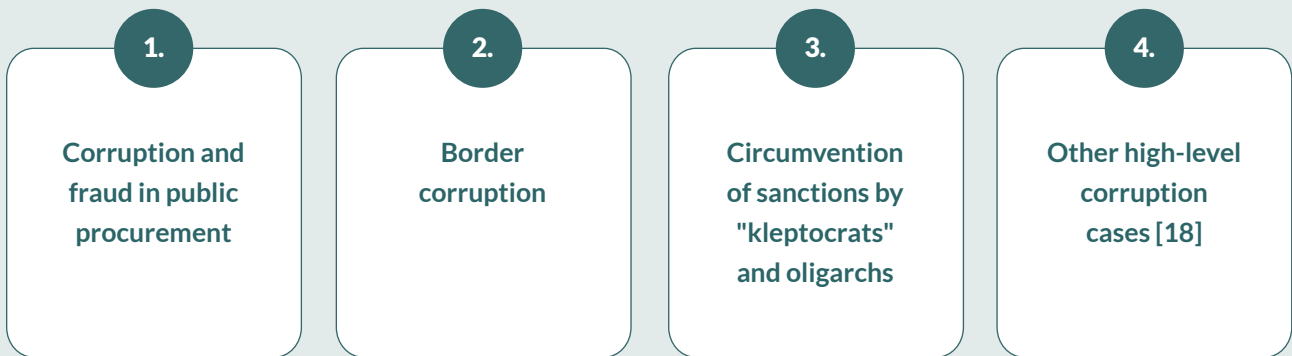 1.
Corruption and
fraud in public
procurement
2.
Border
corruption
3.
Circumvention
of sanctions by
"kleptocrats"
and oligarchs
4.
Other high-level
corruption
cases [18]